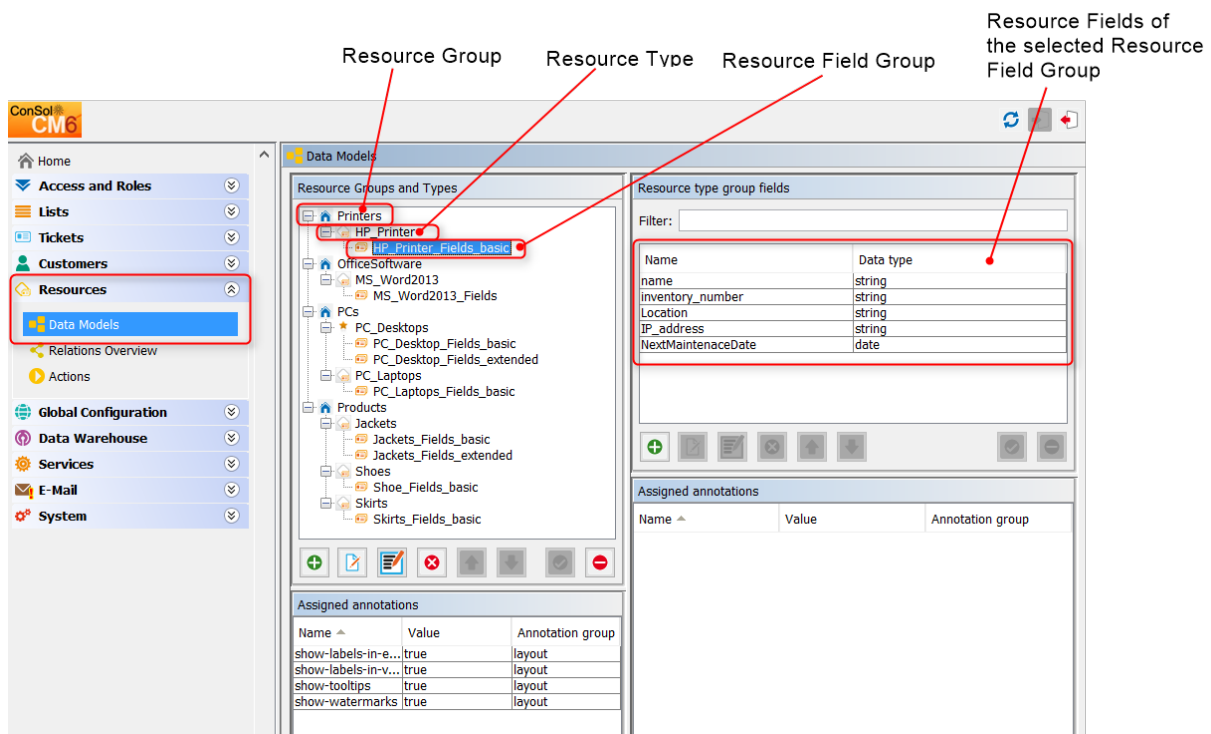 Resource Fields of
the selected Resource
Field Group
Resource Group
Resource Type
Resource Field Group
ConSol
CM6
Home
Access and Roles
Lists
Tickets
Customers
Resources
Data Models
Relations Overview
Actions
Global Configuration
Data Warehouse
Services
E-Mail
System
Data Models
Resource Groups and Types
Printers
HP_Printer
HP_Printer_Fields_basic
OfficeSoftware
MS_Word2013
MS_Word2013_Fields
PCs
PC_Desktops
PC_Desktop_Fields_basic
PC_Desktop_Fields_extended
PC_Laptops
PC_Laptops_Fields_basic
Products
Jackets
Jackets_Fields_basic
Jackets_Fields_extended
Shoes
Shoe_Fields_basic
Skirts
Skirts_Fields_basic
Assigned annotations
Name Value Annotation group
show-labels-in-e... true layout
show-labels-in-v... true layout
show-tooltips true layout
show-watermarks true layout
Resource type group fields
Filter:
Name Data type
name string
inventory_number string
Location string
IP_address string
NextMaintenaceDate date
Assigned annotations
Name Value Annotation group